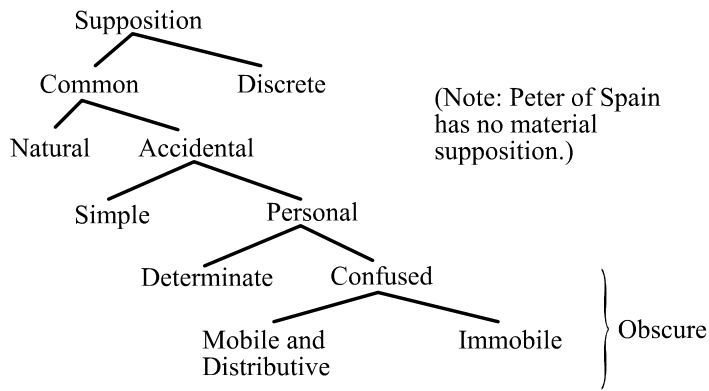 Supposition
Common
Discrete
(Note: Peter of Spain
has no material
supposition.)
Natural
Accidental
Simple
Personal
Determinate
Confused
Mobile and
Distributive
Immobile
Obscure